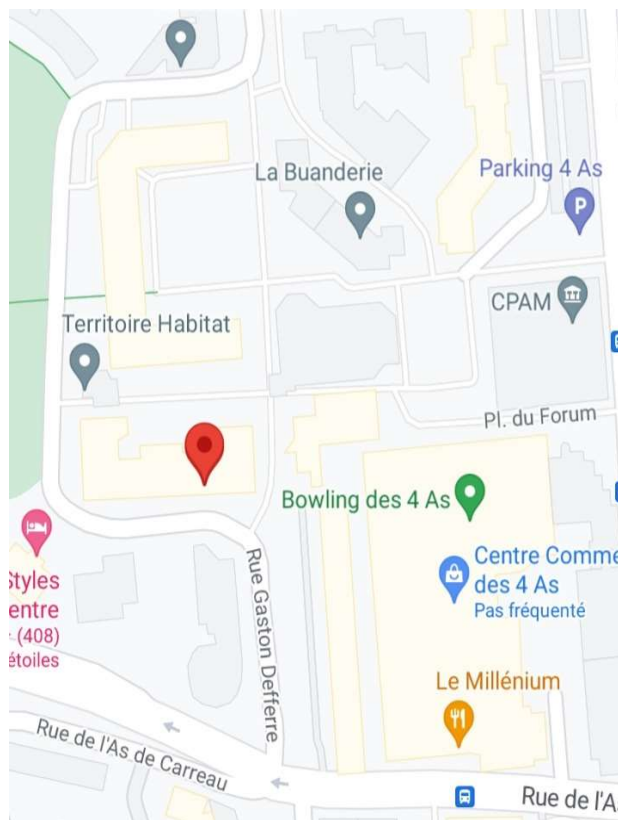 La Buanderie
Parking 4 As
P
CPAM
Territoire Habitat
Pl. du Forum
Bowling des 4 As
Styles
entre
(408)
étoiles
Rue Gaston Defferre
Centre Comme
des 4 As
Pas fréquenté
Le Millénium
Rue de l'As de Carreau
Rue de l'As